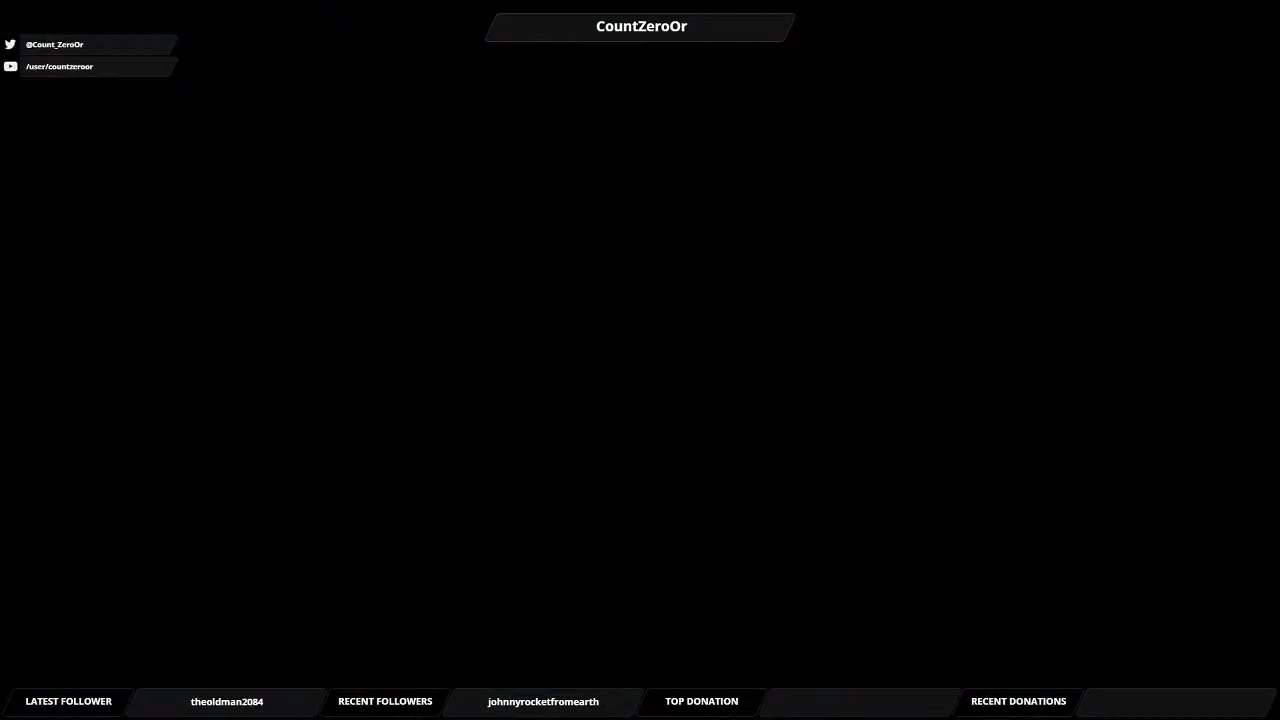 CountZeroOr
@Count_ZeroOr
/user/countzeroor
LATEST FOLLOWER theoldman2084 RECENT FOLLOWERS johnnyrocketfromearth TOP DONATION RECENT DONATIONS